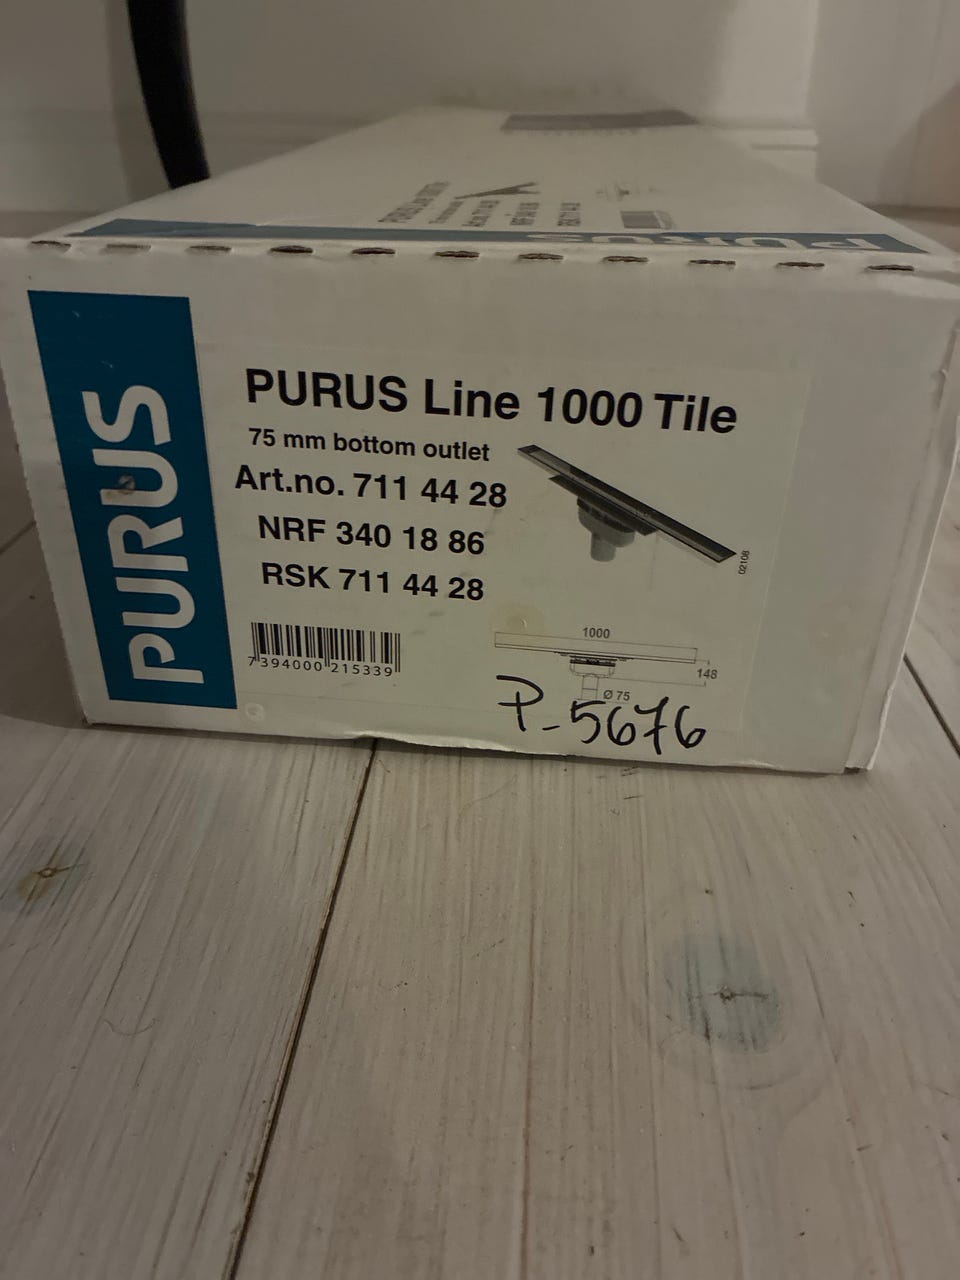 PURUS
PURUS
PURUS Line 1000 Tile
75 mm bottom outlet
Art.no. 711 44 28
NRF 340 18 86
RSK 711 44 28
7 394000 215339
02108
1000
148
Ø 75
P-5676